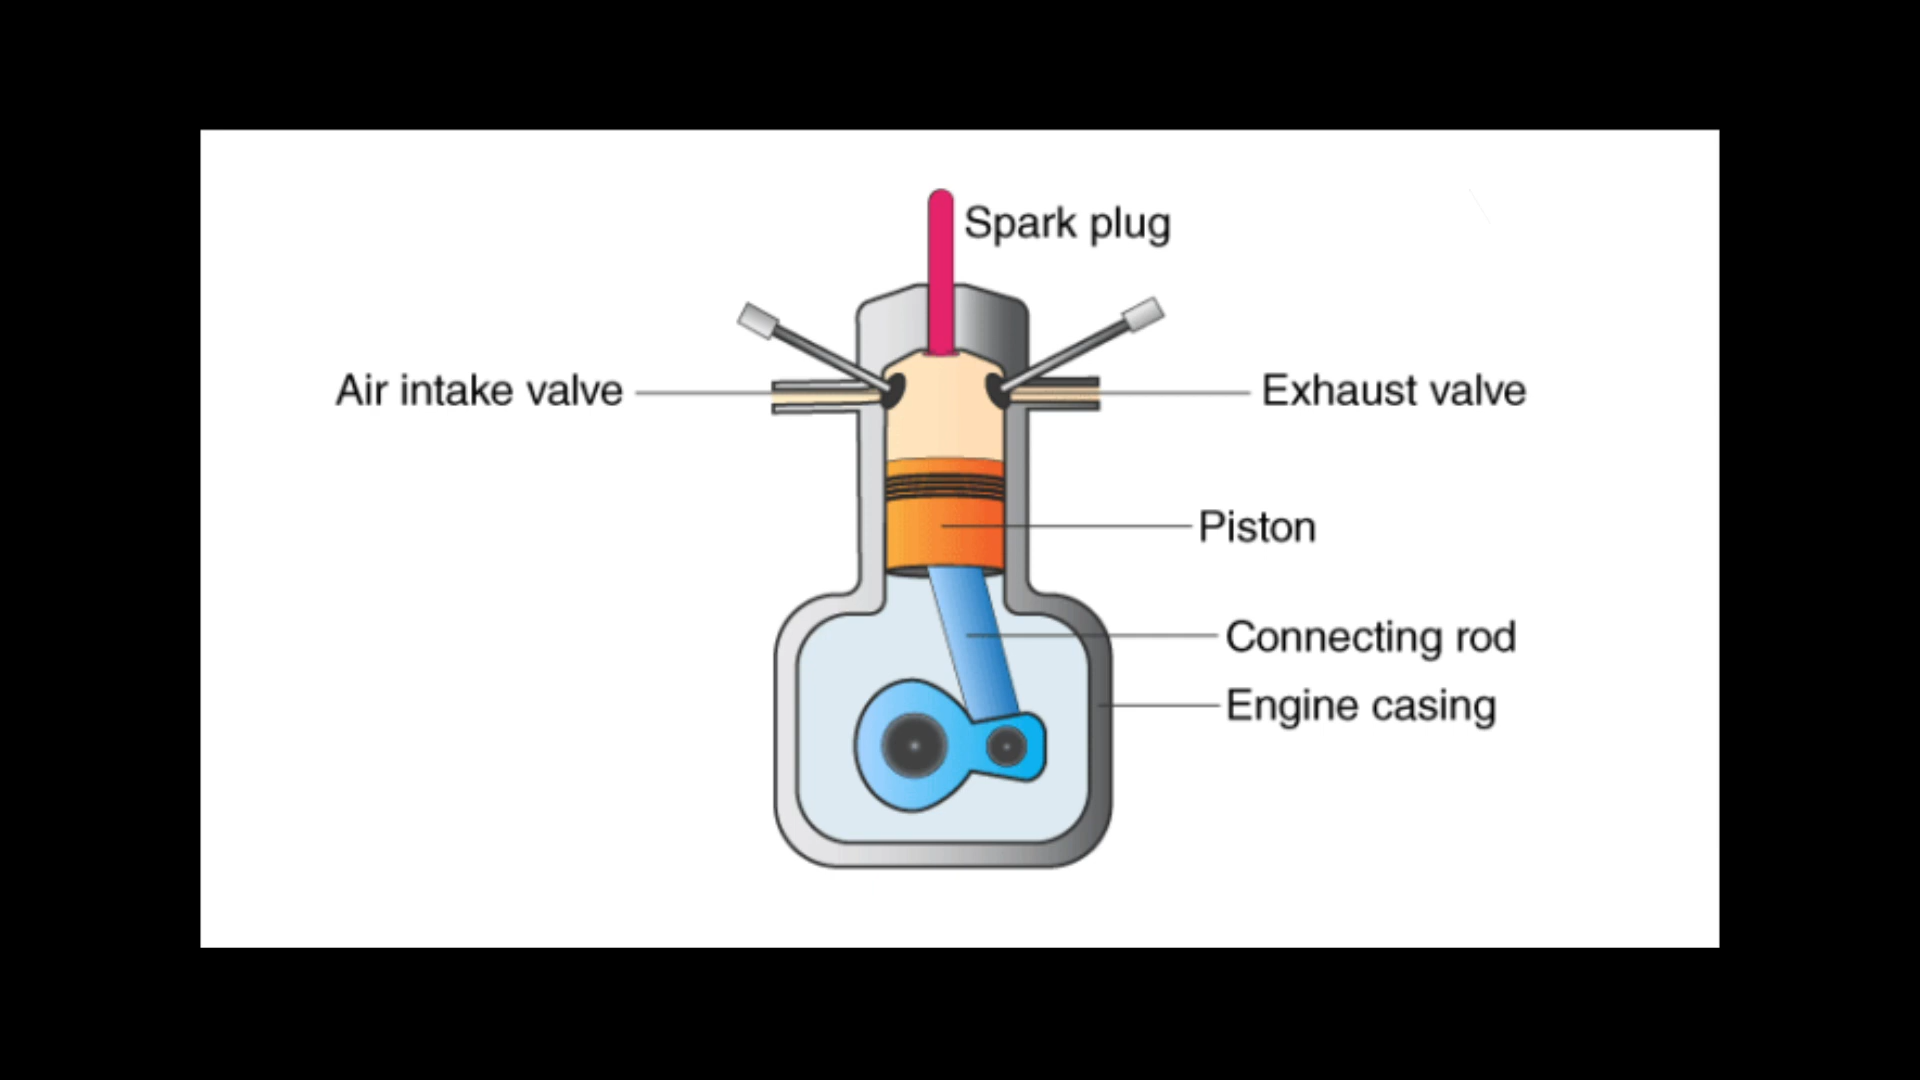 Spark plug
Air intake valve
Exhaust valve
Piston
Connecting rod
Engine casing